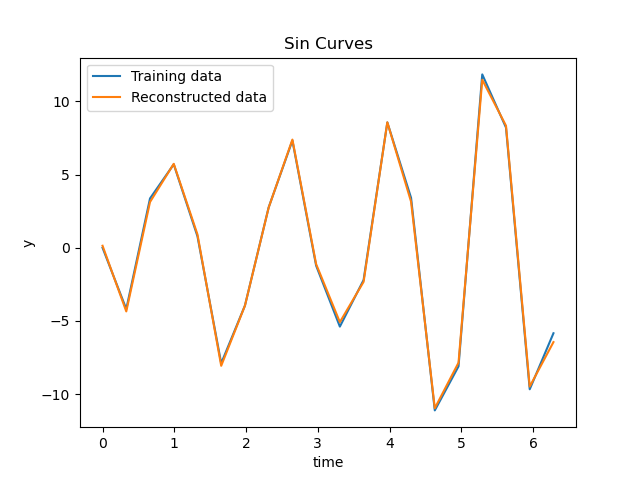 Sin Curves
Training data
Reconstructed data
10
5
0
−5
−10
y
0 1 2 3 4 5 6
time